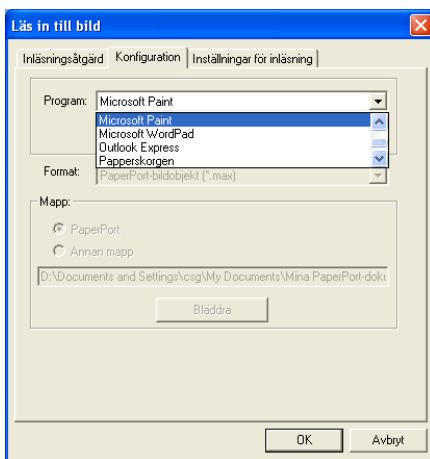 Läs in till bild
Inläsningsåtgärd Konfiguration Inställningar för inläsning
Program: Microsoft Paint
Microsoft Paint
Microsoft WordPad
Outlook Express
Papperskorgen
Format: PaperPort-bildobjekt (*.max)
Mapp:
PaperPort
Annan mapp
D:\Documents and Settings\csg\My Documents\Mina PaperPort-doku
Bläddra
OK Avbryt